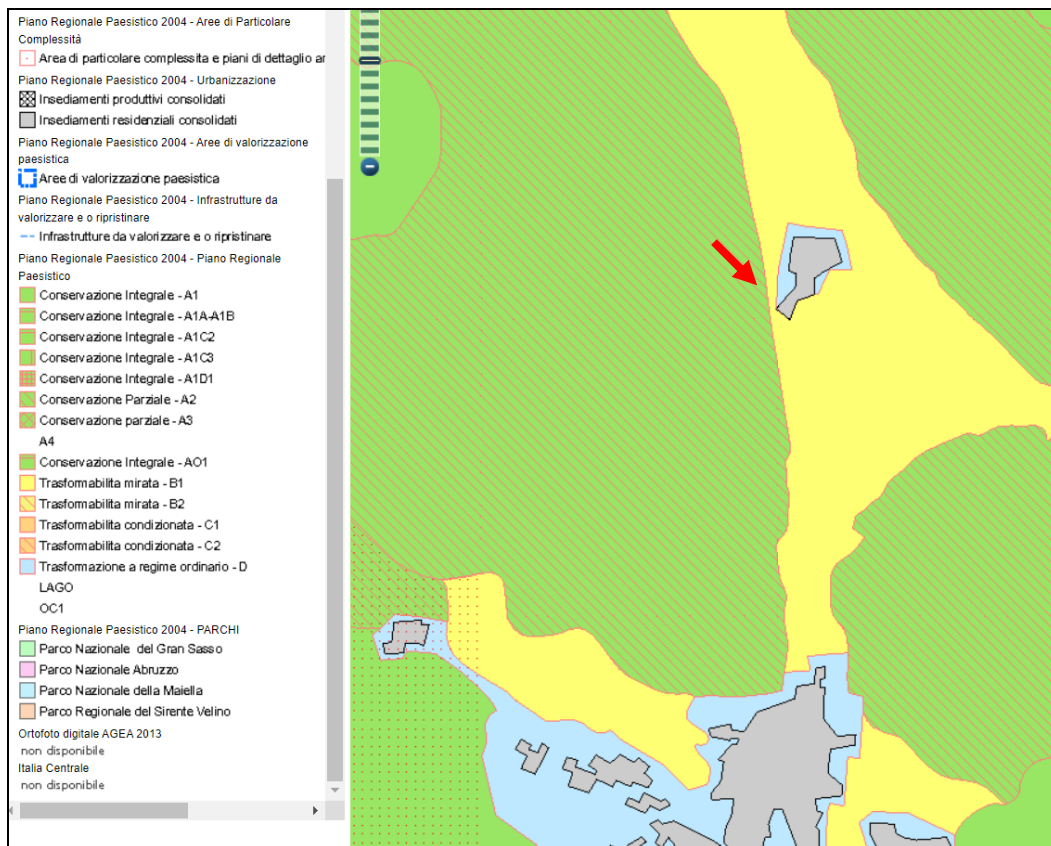 Piano Regionale Paesistico 2004 - Aree di Particolare
Complessità
Area di particolare complessita e piani di dettaglio ar
Piano Regionale Paesistico 2004 - Urbanizzazione
Insediamenti produttivi consolidati
Insediamenti residenziali consolidati
Piano Regionale Paesistico 2004 - Aree di valorizzazione
paesistica
Aree di valorizzazione paesistica
Piano Regionale Paesistico 2004 - Infrastrutture da
valorizzare e o ripristinare
Infrastrutture da valorizzare e o ripristinare
Piano Regionale Paesistico 2004 - Piano Regionale
Paesistico
Conservazione Integrale - A1
Conservazione Integrale - A1A-A1B
Conservazione Integrale - A1C2
Conservazione Integrale - A1C3
Conservazione Integrale - A1D1
Conservazione Parziale - A2
Conservazione parziale - A3
A4
Conservazione Integrale - AO1
Trasformabilita mirata - B1
Trasformabilita mirata - B2
Trasformabilita condizionata - C1
Trasformabilita condizionata - C2
Trasformazione a regime ordinario - D
LAGO
OC1
Piano Regionale Paesistico 2004 - PARCHI
Parco Nazionale del Gran Sasso
Parco Nazionale Abruzzo
Parco Nazionale della Maiella
Parco Regionale del Sirente Velino
Ortofoto digitale AGEA 2013
non disponibile
Italia Centrale
non disponibile